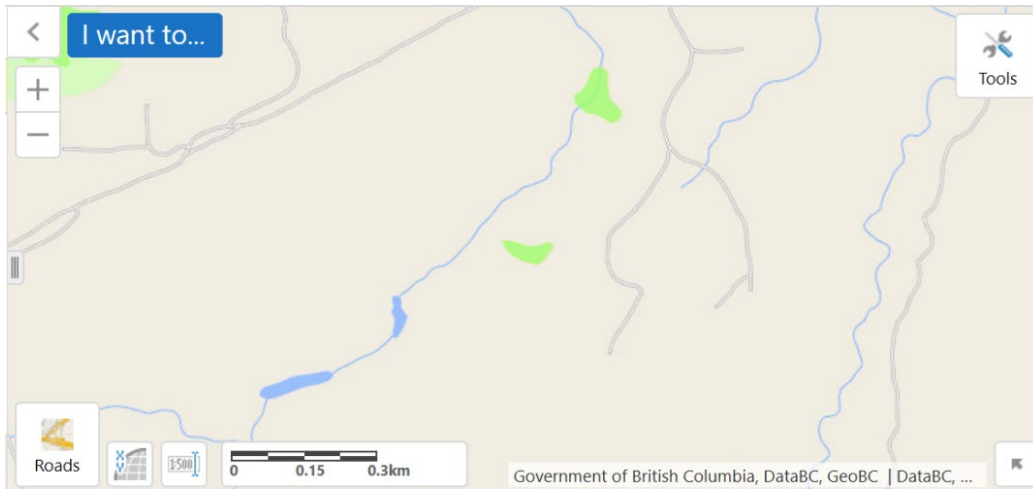 I want to...
Tools
Roads
X
Y
1:500
0 0.15 0.3km
Government of British Columbia, DataBC, GeoBC | DataBC, ...